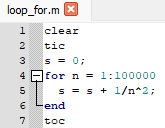 loop_for.m
1 clear
2 tic
3 s = 0;
4 for n = 1:100000
5 s = s + 1/n^2;
6 end
7 toc